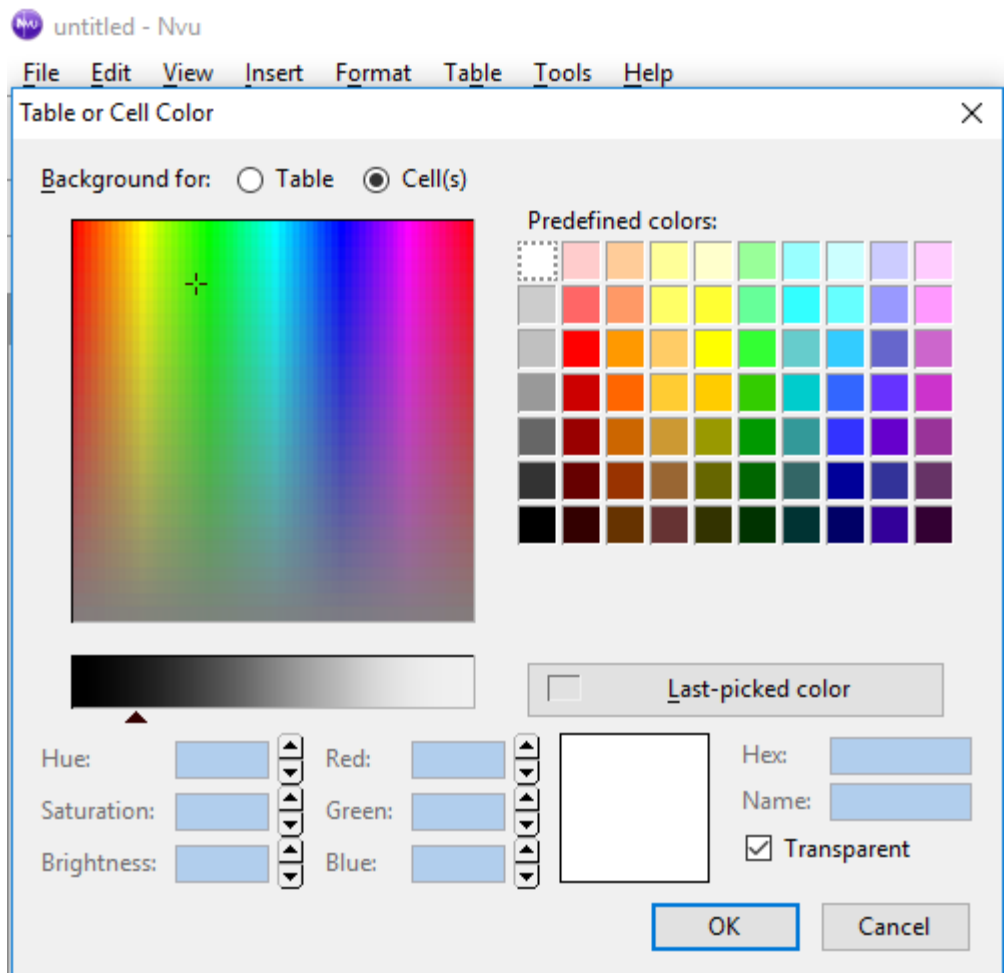 untitled - Nvu
File Edit View Insert Format Table Tools Help
Table or Cell Color
Background for: Table Cell(s)
Predefined colors:
Last-picked color
Hue: Red: Hex:
Saturation: Green: Name:
Brightness: Blue: Transparent
OK Cancel